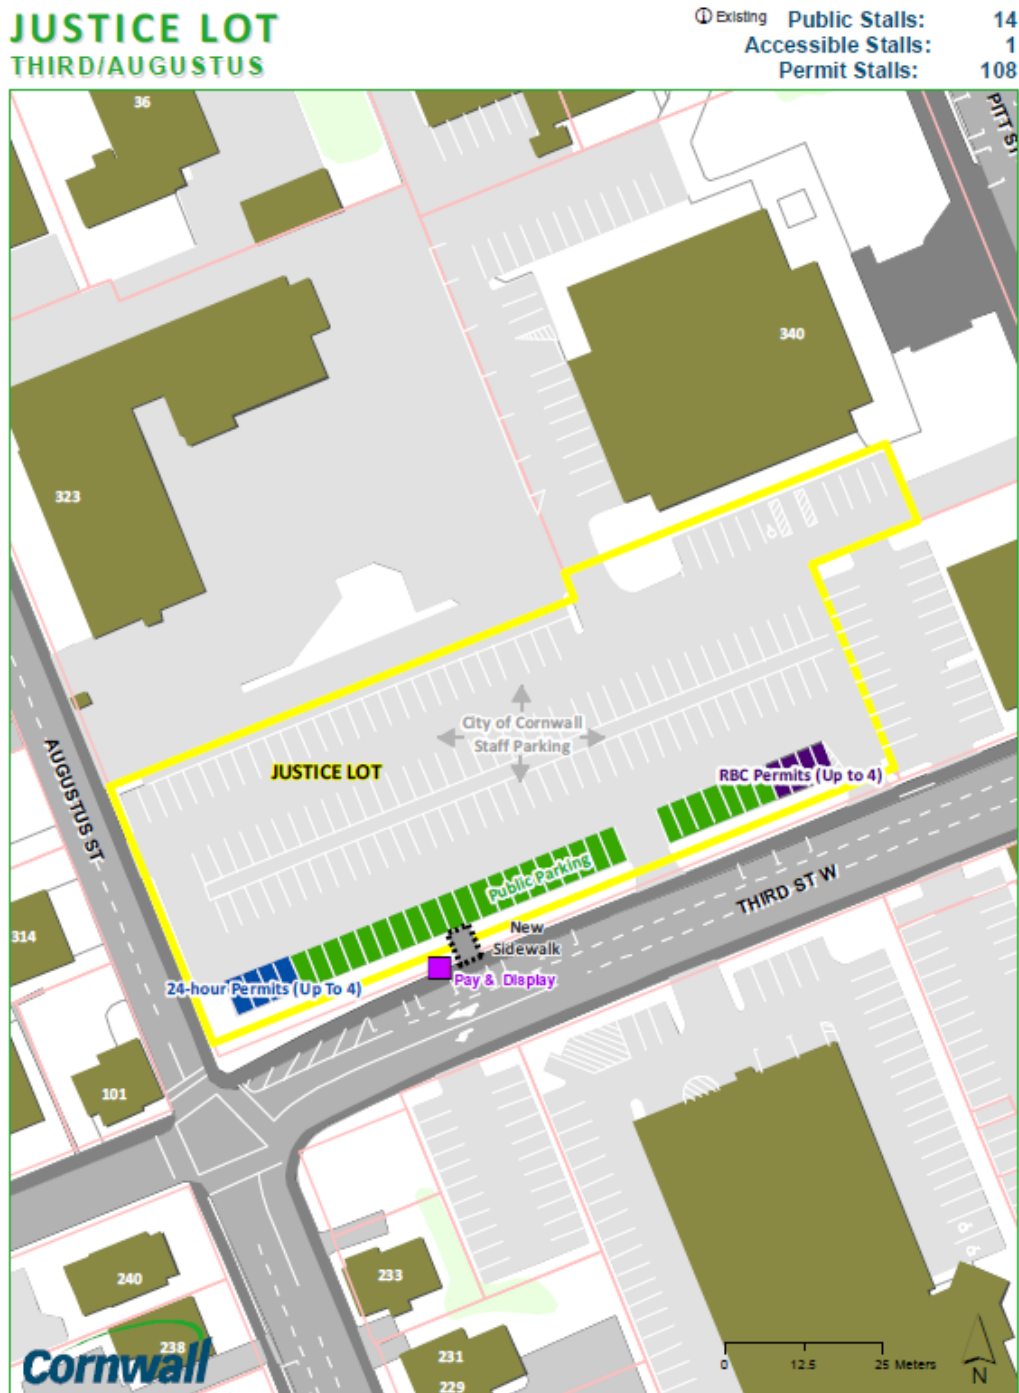 JUSTICE LOT
THIRD/AUGUSTUS
Existing
Public Stalls: 14
Accessible Stalls: 1
Permit Stalls: 108
36
PITT ST
340
323
City of Cornwall
Staff Parking
JUSTICE LOT
AUGUSTUS ST
RBC Permits (Up to 4)
Public Parking
THIRD ST W
New
Sidewalk
314
24-hour Permits (Up To 4)
Pay & Display
101
233
240
238
231
229
Cornwall
0 12.5 25 Meters
N